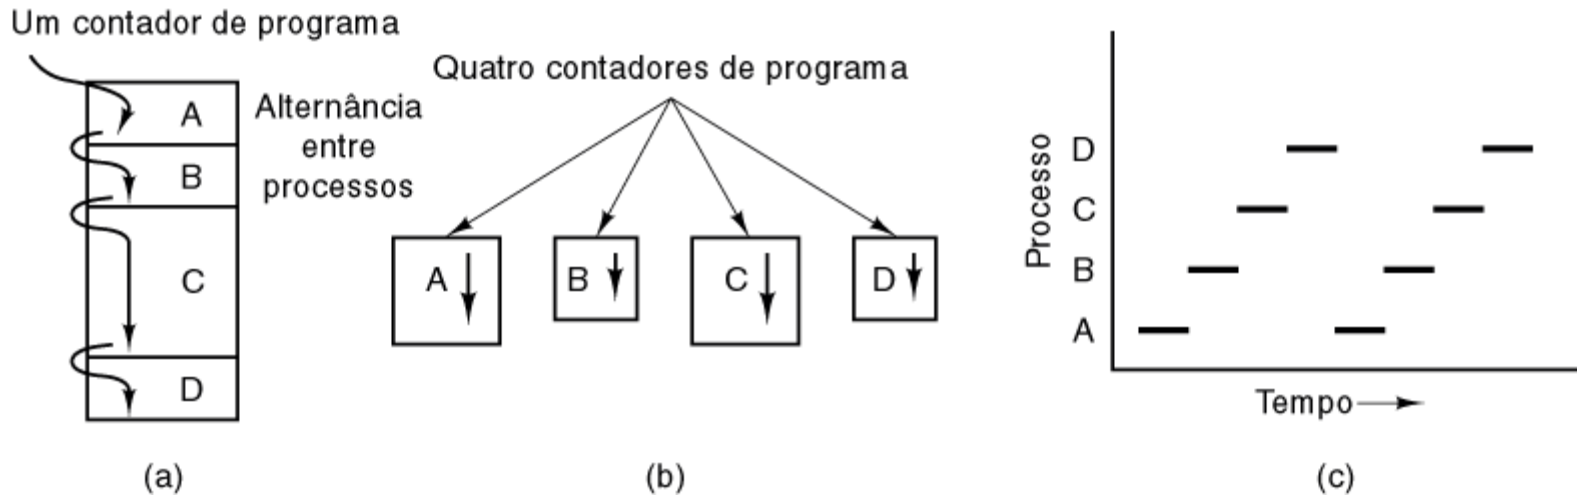 Um contador de programa
A
B
C
D
Alternância
entre
processos
(a)
Quatro contadores de programa
A
B
C
D
(b)
Processo
D
C
B
A
Tempo
(c)